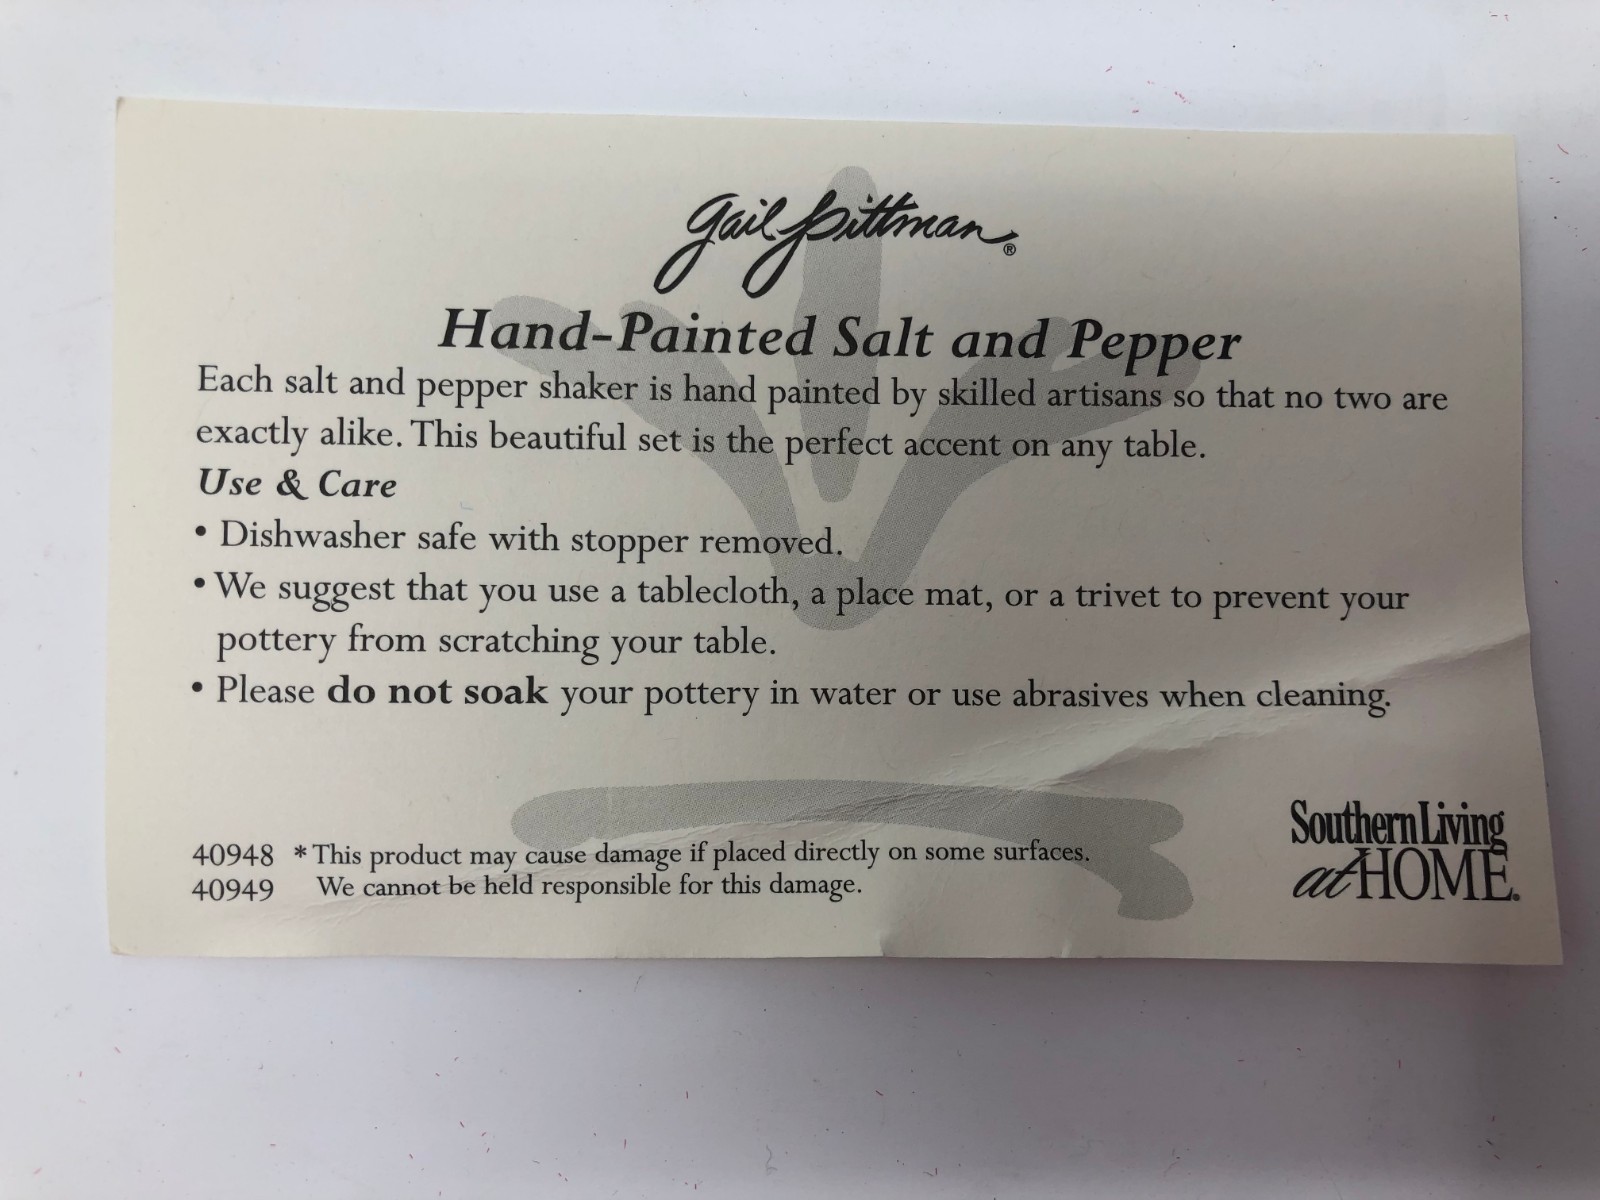 Gail Pittman®
Hand-Painted Salt and Pepper
Each salt and pepper shaker is hand painted by skilled artisans so that no two are
exactly alike. This beautiful set is the perfect accent on any table.
Use & Care
• Dishwasher safe with stopper removed.
• We suggest that you use a tablecloth, a place mat, or a trivet to prevent your
pottery from scratching your table.
• Please do not soak your pottery in water or use abrasives when cleaning.
40948 *This product may cause damage if placed directly on some surfaces.
40949 We cannot be held responsible for this damage.
Southern Living
at HOME®